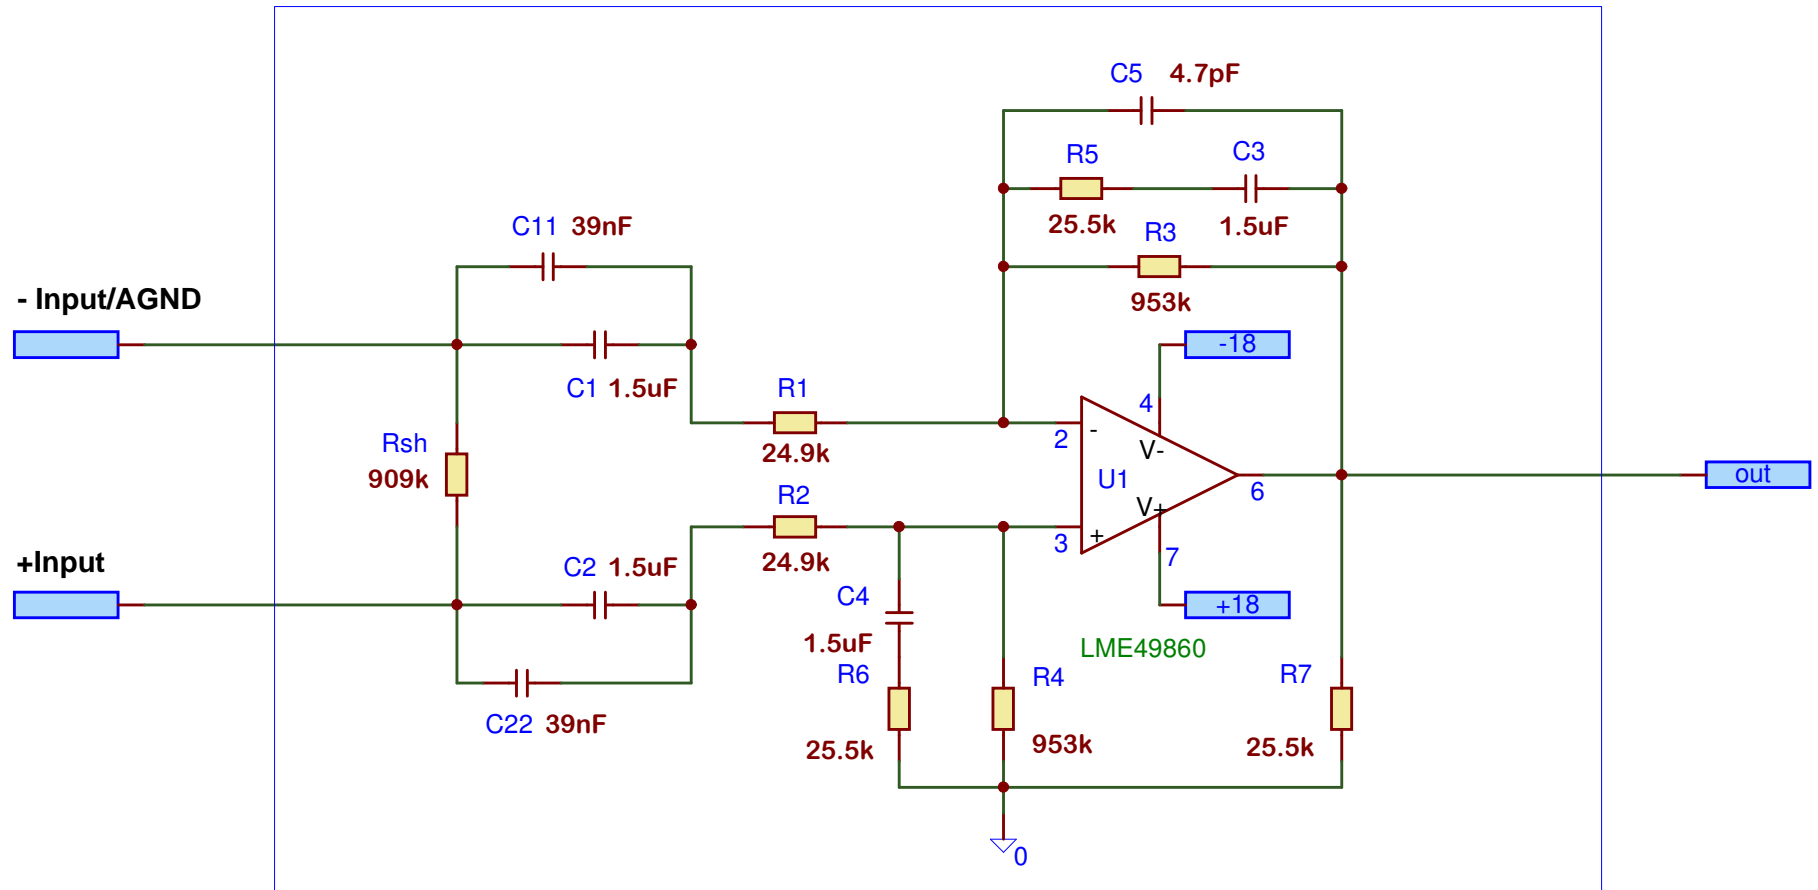 C5 4.7pF
R5 C3
25.5k 1.5uF
R3
953k
C11 39nF
- Input/AGND
C1 1.5uF
R1
24.9k
-18
4
2 -
V-
Rsh
909k
U1
6
out
R2
24.9k
V+
3 +
7
+Input
C2 1.5uF
+18
C4
1.5uF
LME49860
R6
25.5k
R4
953k
R7
25.5k
C22 39nF
0